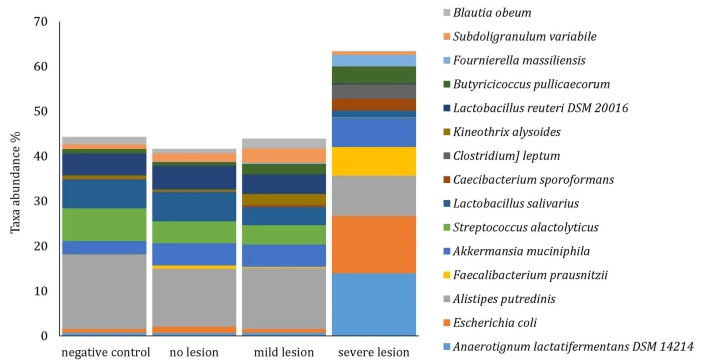 Taxa abundance %
70
60
50
40
30
20
10
0
negative control
no lesion
mild lesion
severe lesion
Blautia obeum
Subdoligranulum variabile
Fournierella massiliensis
Butyricicoccus pullicaecorum
Lactobacillus reuteri DSM 20016
Kineothrix alysoides
Clostridium] leptum
Caecibacterium sporoformans
Lactobacillus salivarius
Streptococcus alactolyticus
Akkermansia muciniphila
Faecalibacterium prausnitzii
Alistipes putredinis
Escherichia coli
Anaerotignum lactatifermentans DSM 14214